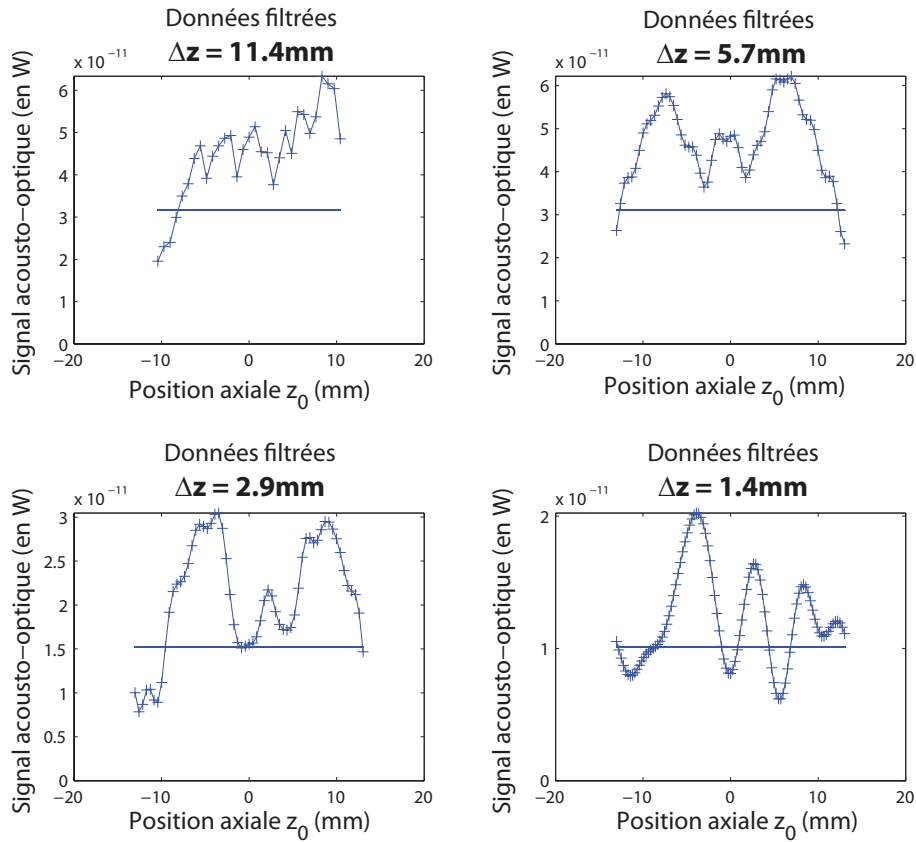 Données filtrées
Δz = 11.4mm
x 10 −11
Signal acousto−optique (en W)
6
5
4
3
2
1
0
−20
−10
0
10
20
Position axiale z0 (mm)
Données filtrées
Δz = 5.7mm
x 10 −11
Signal acousto−optique (en W)
6
5
4
3
2
1
0
−20
−10
0
10
20
Position axiale z0 (mm)
Données filtrées
Δz = 2.9mm
x 10 −11
Signal acousto−optique (en W)
3
2.5
2
1.5
1
0.5
0
−20
−10
0
10
20
Position axiale z0 (mm)
Données filtrées
Δz = 1.4mm
x 10 −11
Signal acousto−optique (en W)
2
1
0
−20
−10
0
10
20
Position axiale z0 (mm)